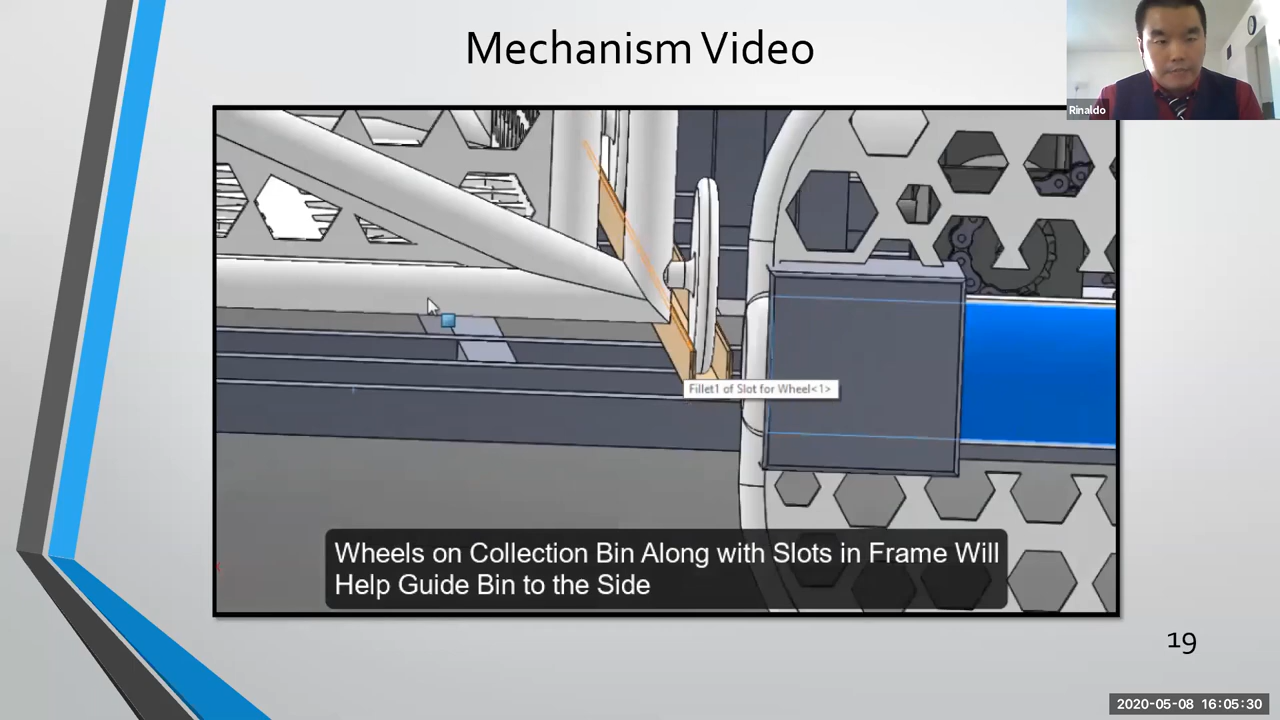 Mechanism Video
Rinaldo
Fillet1 of Slot for Wheel<1>
Wheels on Collection Bin Along with Slots in Frame Will
Help Guide Bin to the Side
19
2020-05-08 16:05:30